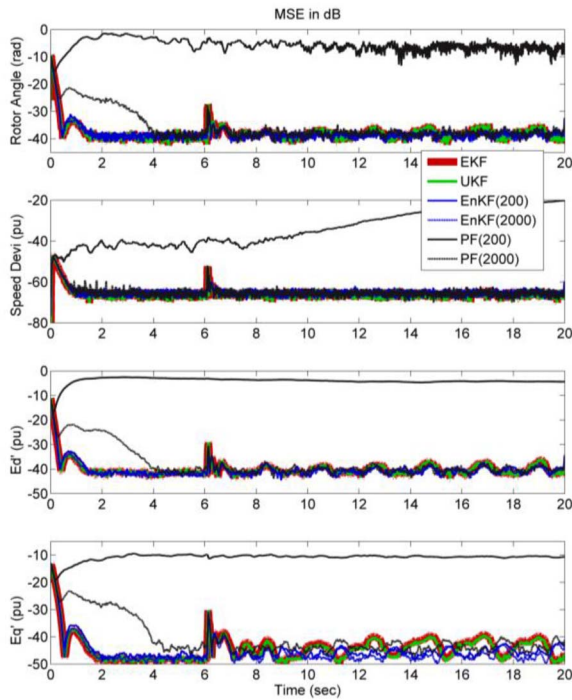 MSE in dB
Rotor Angle (rad)
0
-10
-20
-30
-40
0 2 4 6 8 10 12 14 16 18 20
EKF
UKF
EnKF(200)
EnKF(2000)
PF(200)
PF(2000)
Speed Devi (pu)
-20
-40
-60
-80
0 2 4 6 8 10 12 14 16 18 20
Ed' (pu)
0
-10
-20
-30
-40
-50
0 2 4 6 8 10 12 14 16 18 20
Eq' (pu)
-10
-20
-30
-40
-50
0 2 4 6 8 10 12 14 16 18 20
Time (sec)